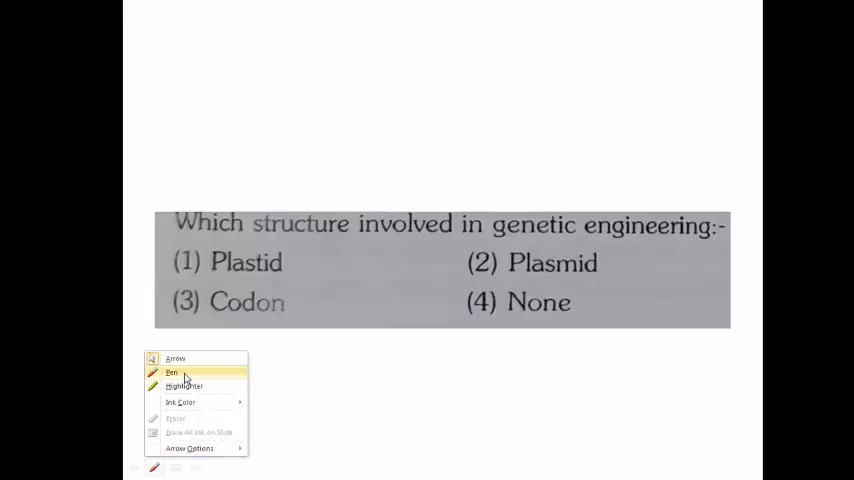 Which structure involved in genetic engineering:-
(1) Plastid (2) Plasmid
(3) Codon (4) None
Arrow
Pen
Highlighter
Ink Color
Eraser
Erase All Ink on Slide
Arrow Options